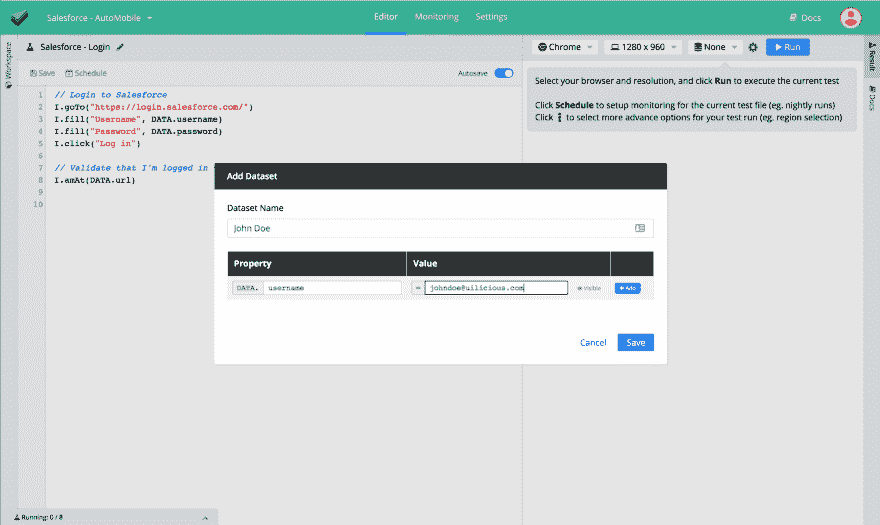 Salesforce - AutoMobile
Editor
Monitoring
Settings
Docs
Workspace
Salesforce - Login
Chrome
1280 x 960
None
Run
Result
Docs
Save
Schedule
Autosave
Select your browser and resolution, and click Run to execute the current test
Click Schedule to setup monitoring for the current test file (eg. nightly runs)
Click to select more advance options for your test run (eg. region selection)
1 // Login to Salesforce
2 I.goTo("https://login.salesforce.com/")
3 I.fill("Username", DATA.username)
4 I.fill("Password", DATA.password)
5 I.click("Log in")
6
7 // Validate that I'm logged in
8 I.amAt(DATA.url)
9
10
Add Dataset
Dataset Name
John Doe
Property
Value
DATA. username = johndoe@uilicious.com Visible + Add
Cancel
Save
Running: 0 / 8